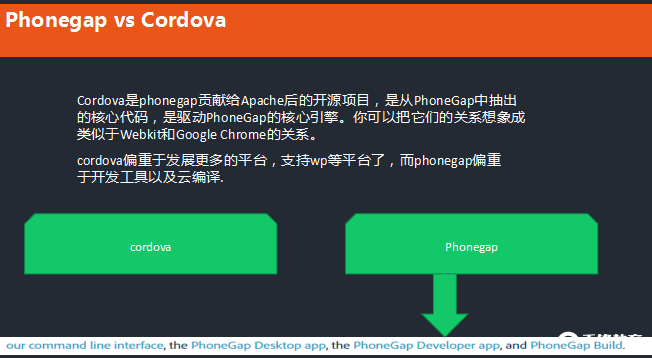 Phonegap vs Cordova
Cordova是phonegap贡献给Apache后的开源项目，是从PhoneGap中抽出
的核心代码，是驱动PhoneGap的核心引擎。你可以把它们的关系想象成
类似于Webkit和Google Chrome的关系。
cordova偏重于发展更多的平台，支持wp等平台了，而phonegap偏重
于开发工具以及云编译.
cordova
Phonegap
our command line interface, the PhoneGap Desktop app, the PhoneGap Developer app, and PhoneGap Build.